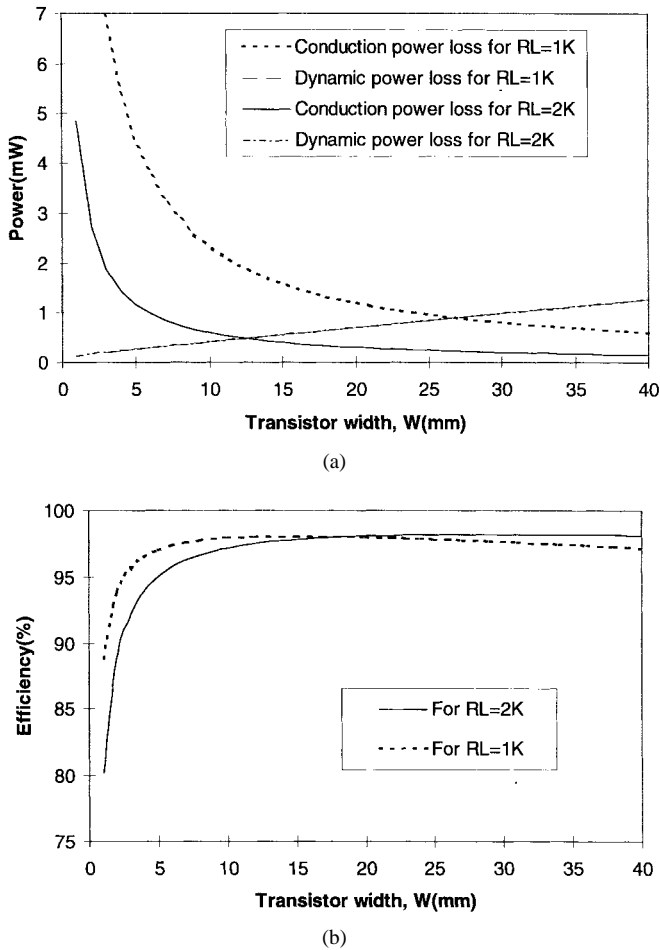 7
6
5
4
3
2
1
0
Power(mW)
Conduction power loss for RL=1K
Dynamic power loss for RL=1K
Conduction power loss for RL=2K
Dynamic power loss for RL=2K
0 5 10 15 20 25 30 35 40
Transistor width, W(mm)
(a)
100
95
90
85
80
75
Efficiency(%)
For RL=2K
For RL=1K
0 5 10 15 20 25 30 35 40
Transistor width, W(mm)
(b)